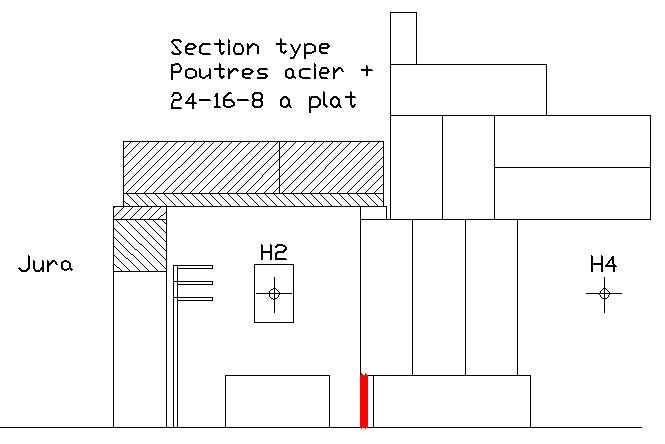 Section type
Poutres acier +
24-16-8 a plat
H2
H4
Jura